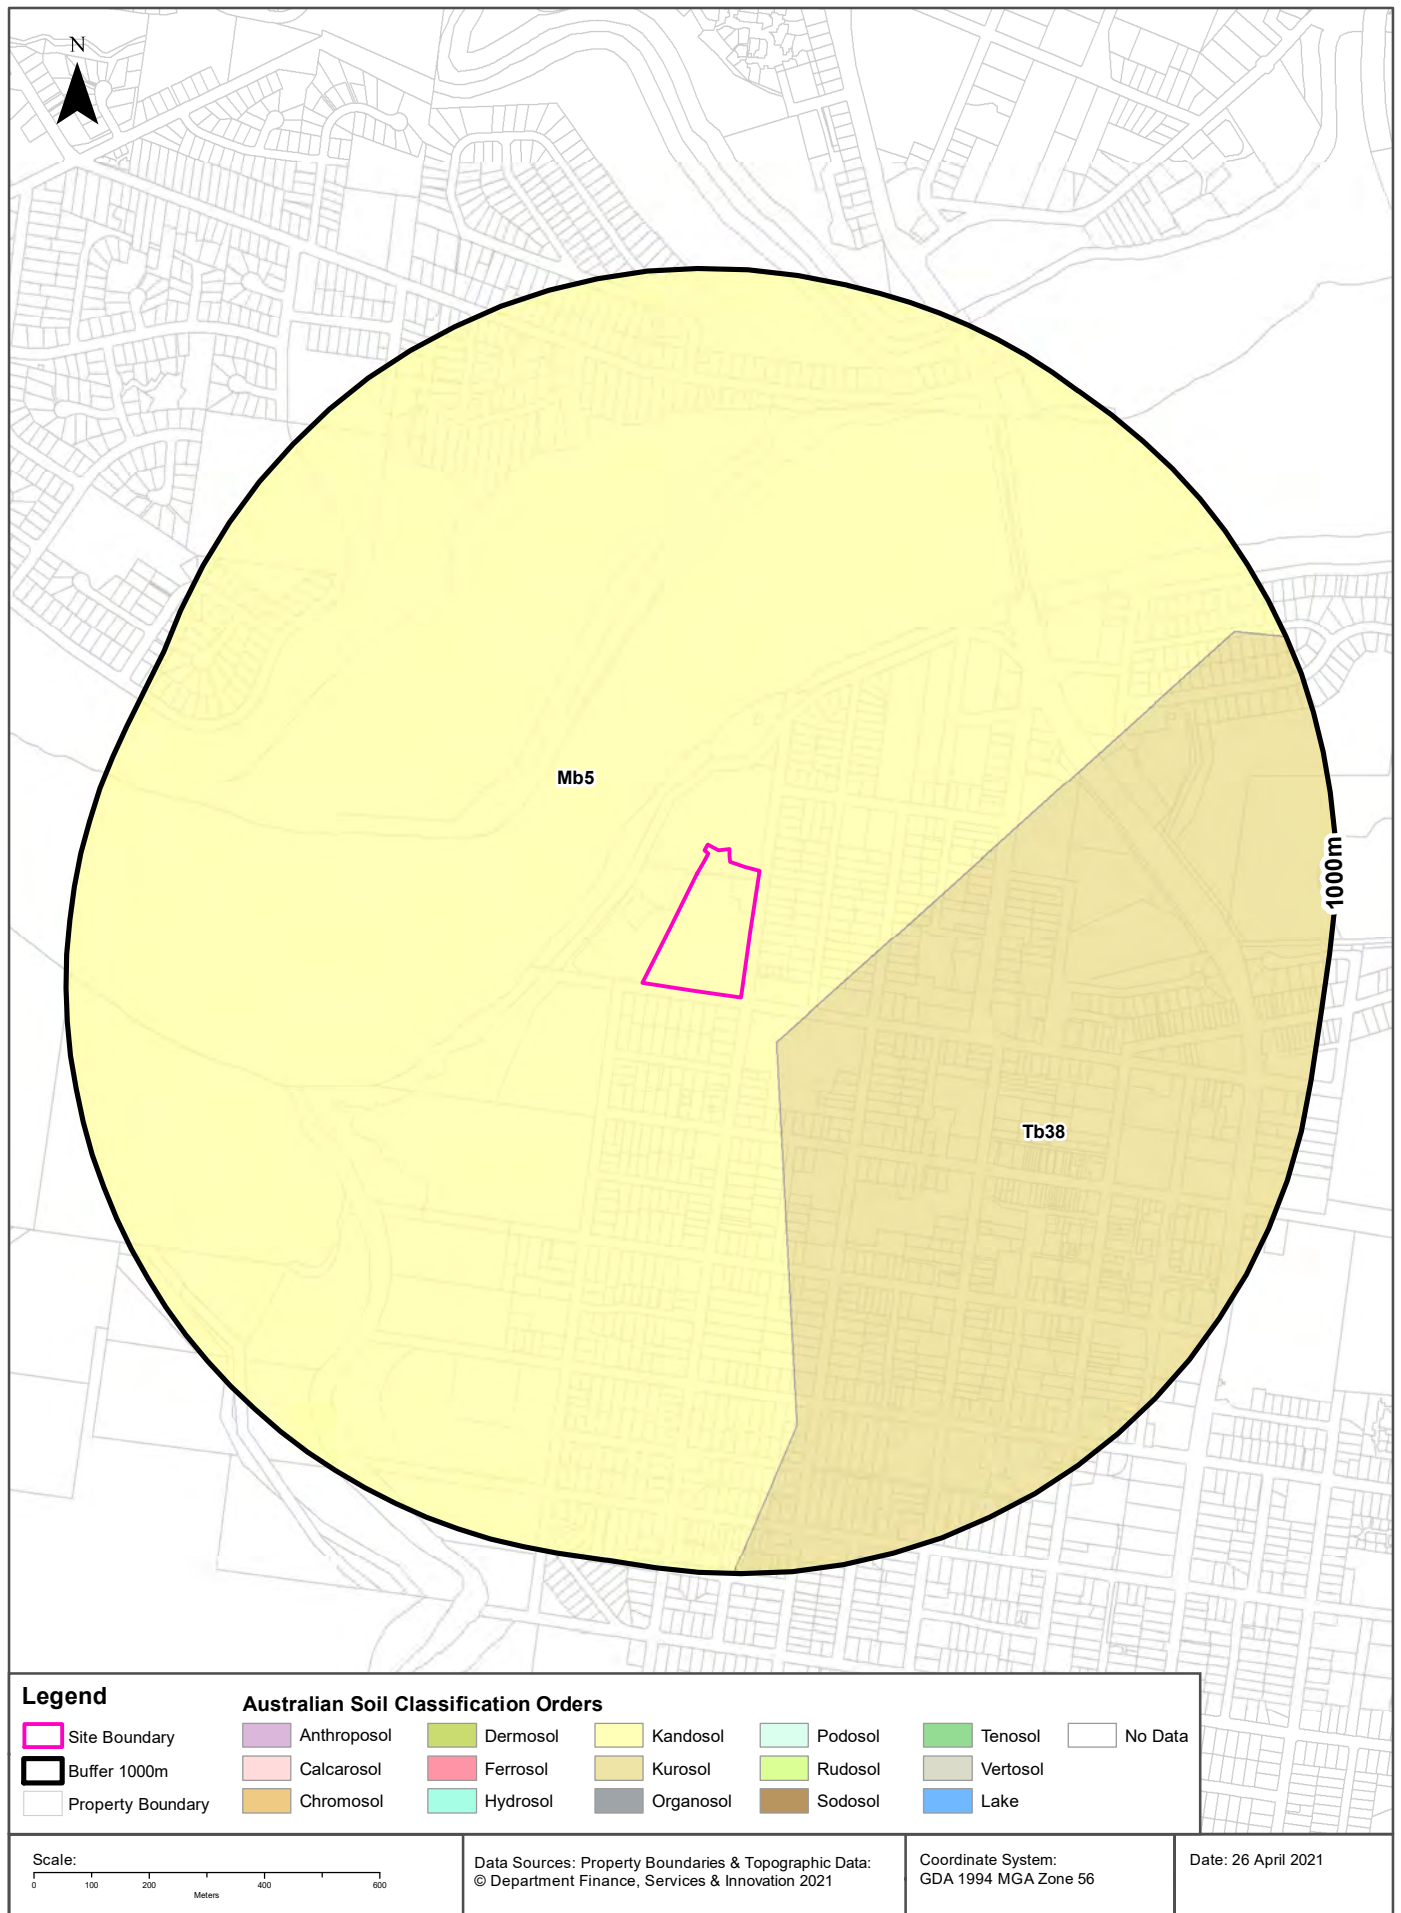 N
Mb5
1000m
Tb38
Legend
Site Boundary
Buffer 1000m
Property Boundary
Australian Soil Classification Orders
Anthroposol
Calcarosol
Chromosol
Dermosol
Ferrosol
Hydrosol
Kandosol
Kurosol
Organosol
Podosol
Rudosol
Sodosol
Tenosol
Vertosol
Lake
No Data
Scale:
0 100 200 400 600
Meters
Data Sources: Property Boundaries & Topographic Data:
© Department Finance, Services & Innovation 2021
Coordinate System:
GDA 1994 MGA Zone 56
Date: 26 April 2021